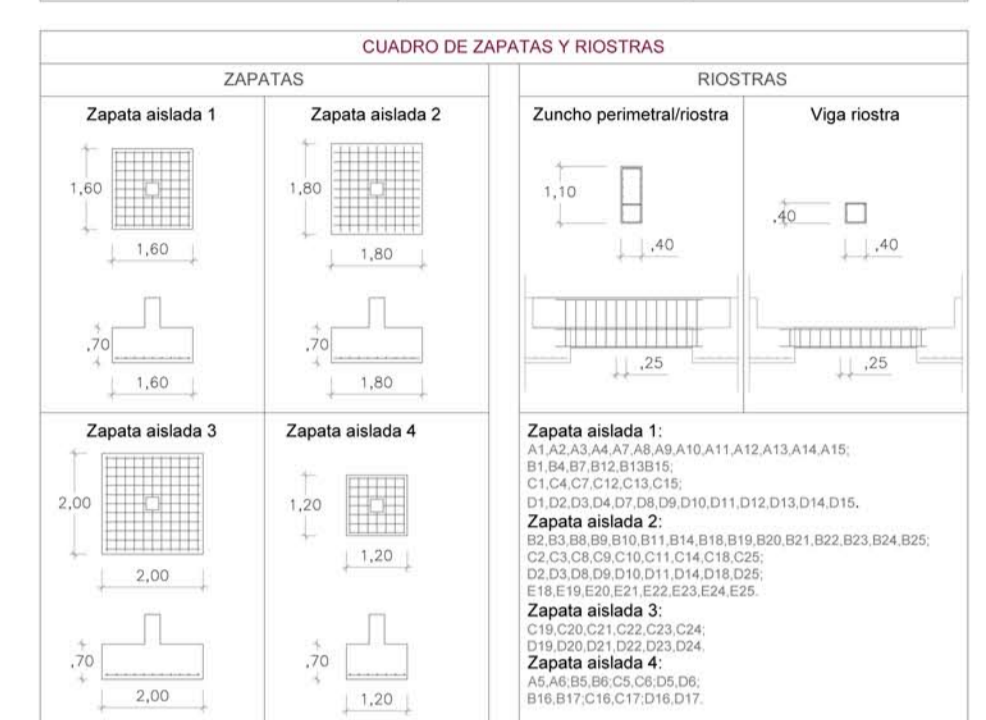 CUADRO DE ZAPATAS Y RIOSTRAS
ZAPATAS
RIOSTRAS
Zapata aislada 1
Zapata aislada 2
1,60
1,60
1,80
1,80
,70
1,60
,70
1,80
Zuncho perimetral/riostra
Viga riostra
1,10
,40
,40
,40
,25
,25
Zapata aislada 3
Zapata aislada 4
2,00
2,00
1,20
1,20
,70
2,00
,70
1,20
Zapata aislada 1:
A1,A2,A3,A4,A7,A8,A9,A10,A11,A12,A13,A14,A15;
B1,B4,B7,B12,B13B15;
C1,C4,C7,C12,C13,C15;
D1,D2,D3,D4,D7,D8,D9,D10,D11,D12,D13,D14,D15.
Zapata aislada 2:
B2,B3,B8,B9,B10,B11,B14,B18,B19,B20,B21,B22,B23,B24,B25;
C2,C3,C8,C9,C10,C11,C14,C18,C25;
D2,D3,D8,D9,D10,D11,D14,D18,D25;
E18,E19,E20,E21,E22,E23,E24,E25.
Zapata aislada 3:
C19,C20,C21,C22,C23,C24;
D19,D20,D21,D22,D23,D24.
Zapata aislada 4:
A5,A6;B5,B6;C5,C6;D5,D6;
B16,B17;C16,C17;D16,D17.